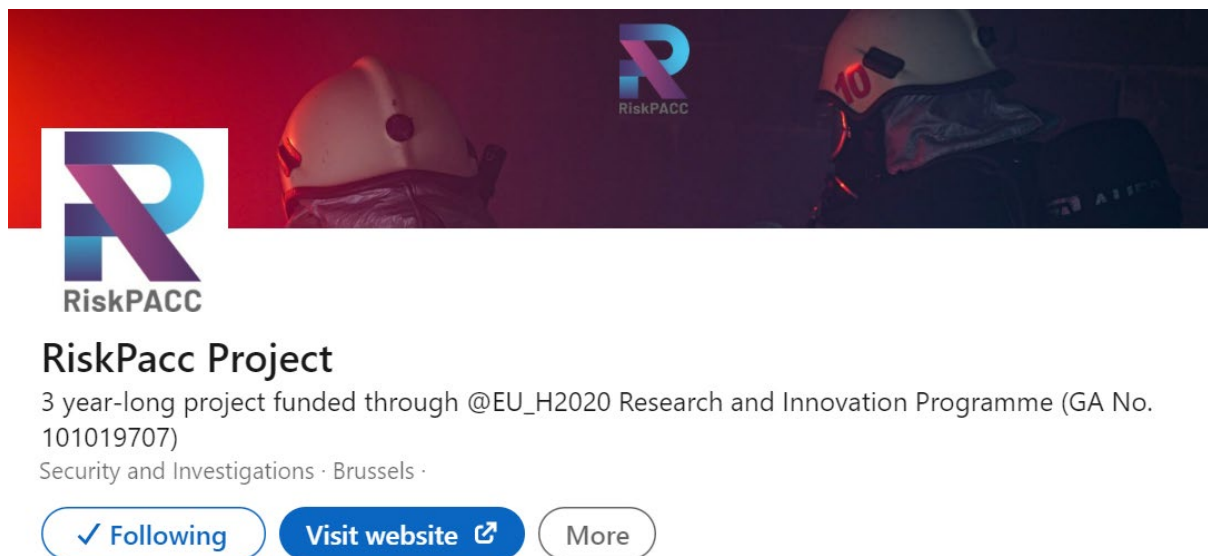 RiskPACC
10
RiskPACC
RiskPacc Project
3 year-long project funded through @EU_H2020 Research and Innovation Programme (GA No.
101019707)
Security and Investigations · Brussels ·
✓ Following
Visit website
More